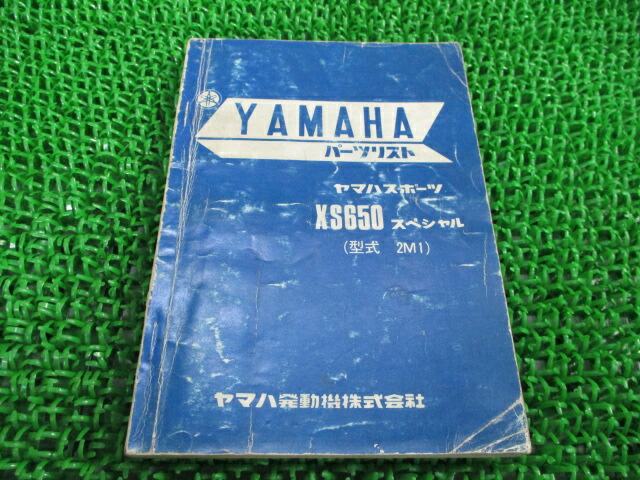 YAMAHA
パーツリスト
ヤマハスポーツ
XS650 スペシャル
(型式 2M1)
ヤマハ発動機株式会社